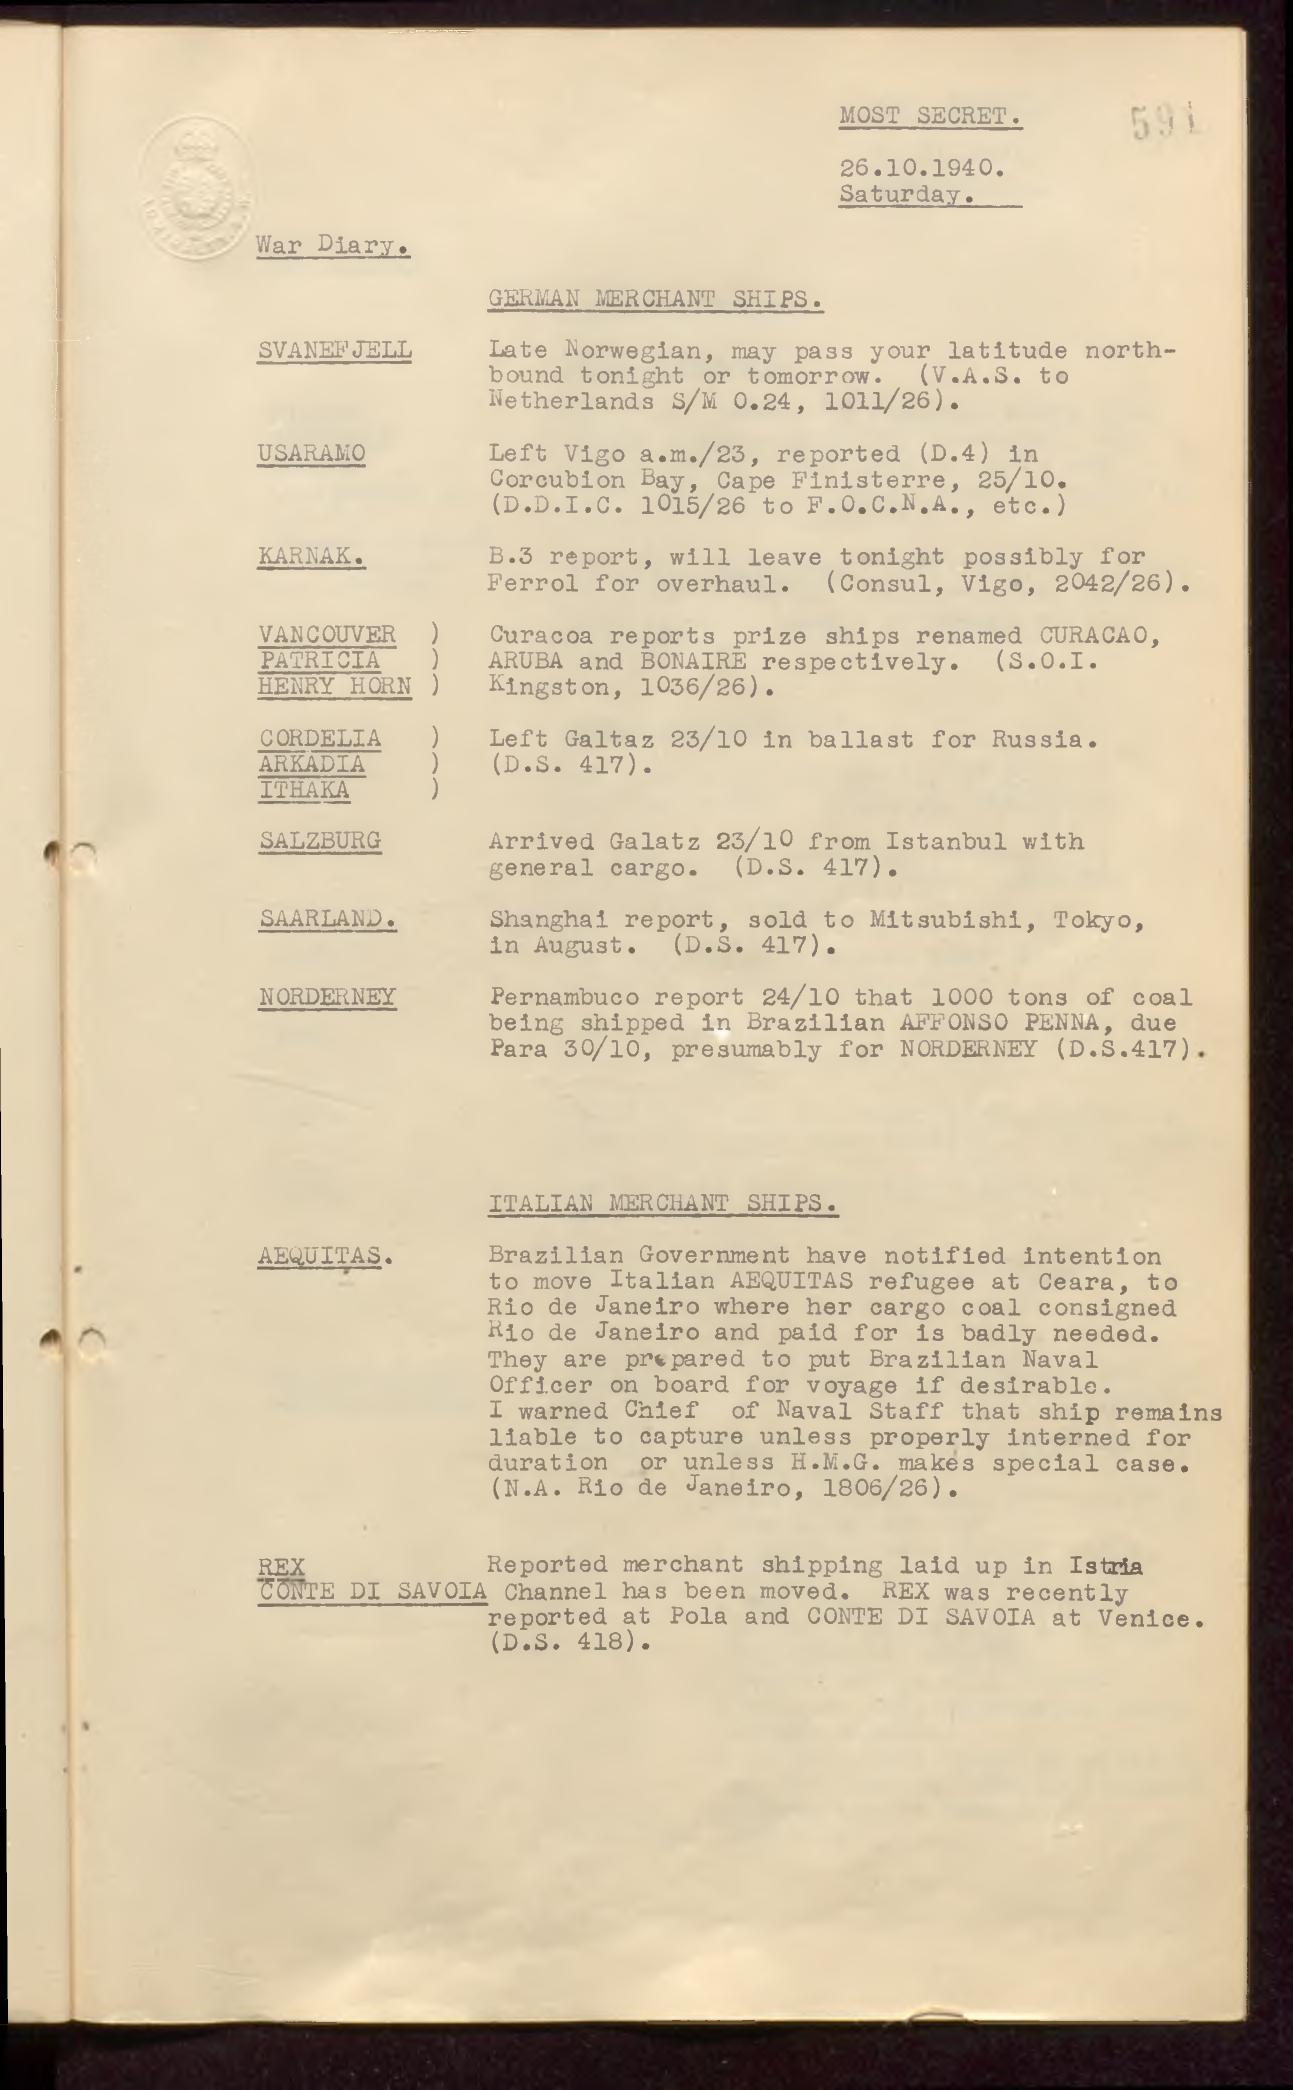 MOST SECRET.
591
26.10.1940.
Saturday.
War Diary.
GERMAN MERCHANT SHIPS.
SVANEFJELL Late Norwegian, may pass your latitude north-
bound tonight or tomorrow. (V.A.S. to
Netherlands S/M O.24, 1011/26).
USARAMO Left Vigo a.m./23, reported (D.4) in
Corcubion Bay, Cape Finisterre, 25/10.
(D.D.I.C. 1015/26 to F.O.C.N.A., etc.)
KARNAK. B.3 report, will leave tonight possibly for
Ferrol for overhaul. (Consul, Vigo, 2042/26).
VANCOUVER ) Curacoa reports prize ships renamed CURACAO,
PATRICIA ) ARUBA and BONAIRE respectively. (S.O.I.
HENRY HORN ) Kingston, 1036/26).
CORDELIA ) Left Galtaz 23/10 in ballast for Russia.
ARKADIA ) (D.S. 417).
ITHAKA )
SALZBURG Arrived Galatz 23/10 from Istanbul with
general cargo. (D.S. 417).
SAARLAND. Shanghai report, sold to Mitsubishi, Tokyo,
in August. (D.S. 417).
NORDERNEY Pernambuco report 24/10 that 1000 tons of coal
being shipped in Brazilian AFFONSO PENNA, due
Para 30/10, presumably for NORDERNEY (D.S.417).
ITALIAN MERCHANT SHIPS.
AEQUITAS. Brazilian Government have notified intention
to move Italian AEQUITAS refugee at Ceara, to
Rio de Janeiro where her cargo coal consigned
Rio de Janeiro and paid for is badly needed.
They are prepared to put Brazilian Naval
Officer on board for voyage if desirable.
I warned Chief of Naval Staff that ship remains
liable to capture unless properly interned for
duration or unless H.M.G. makes special case.
(N.A. Rio de Janeiro, 1806/26).
REX Reported merchant shipping laid up in Istria
CONTE DI SAVOIA Channel has been moved. REX was recently
reported at Pola and CONTE DI SAVOIA at Venice.
(D.S. 418).